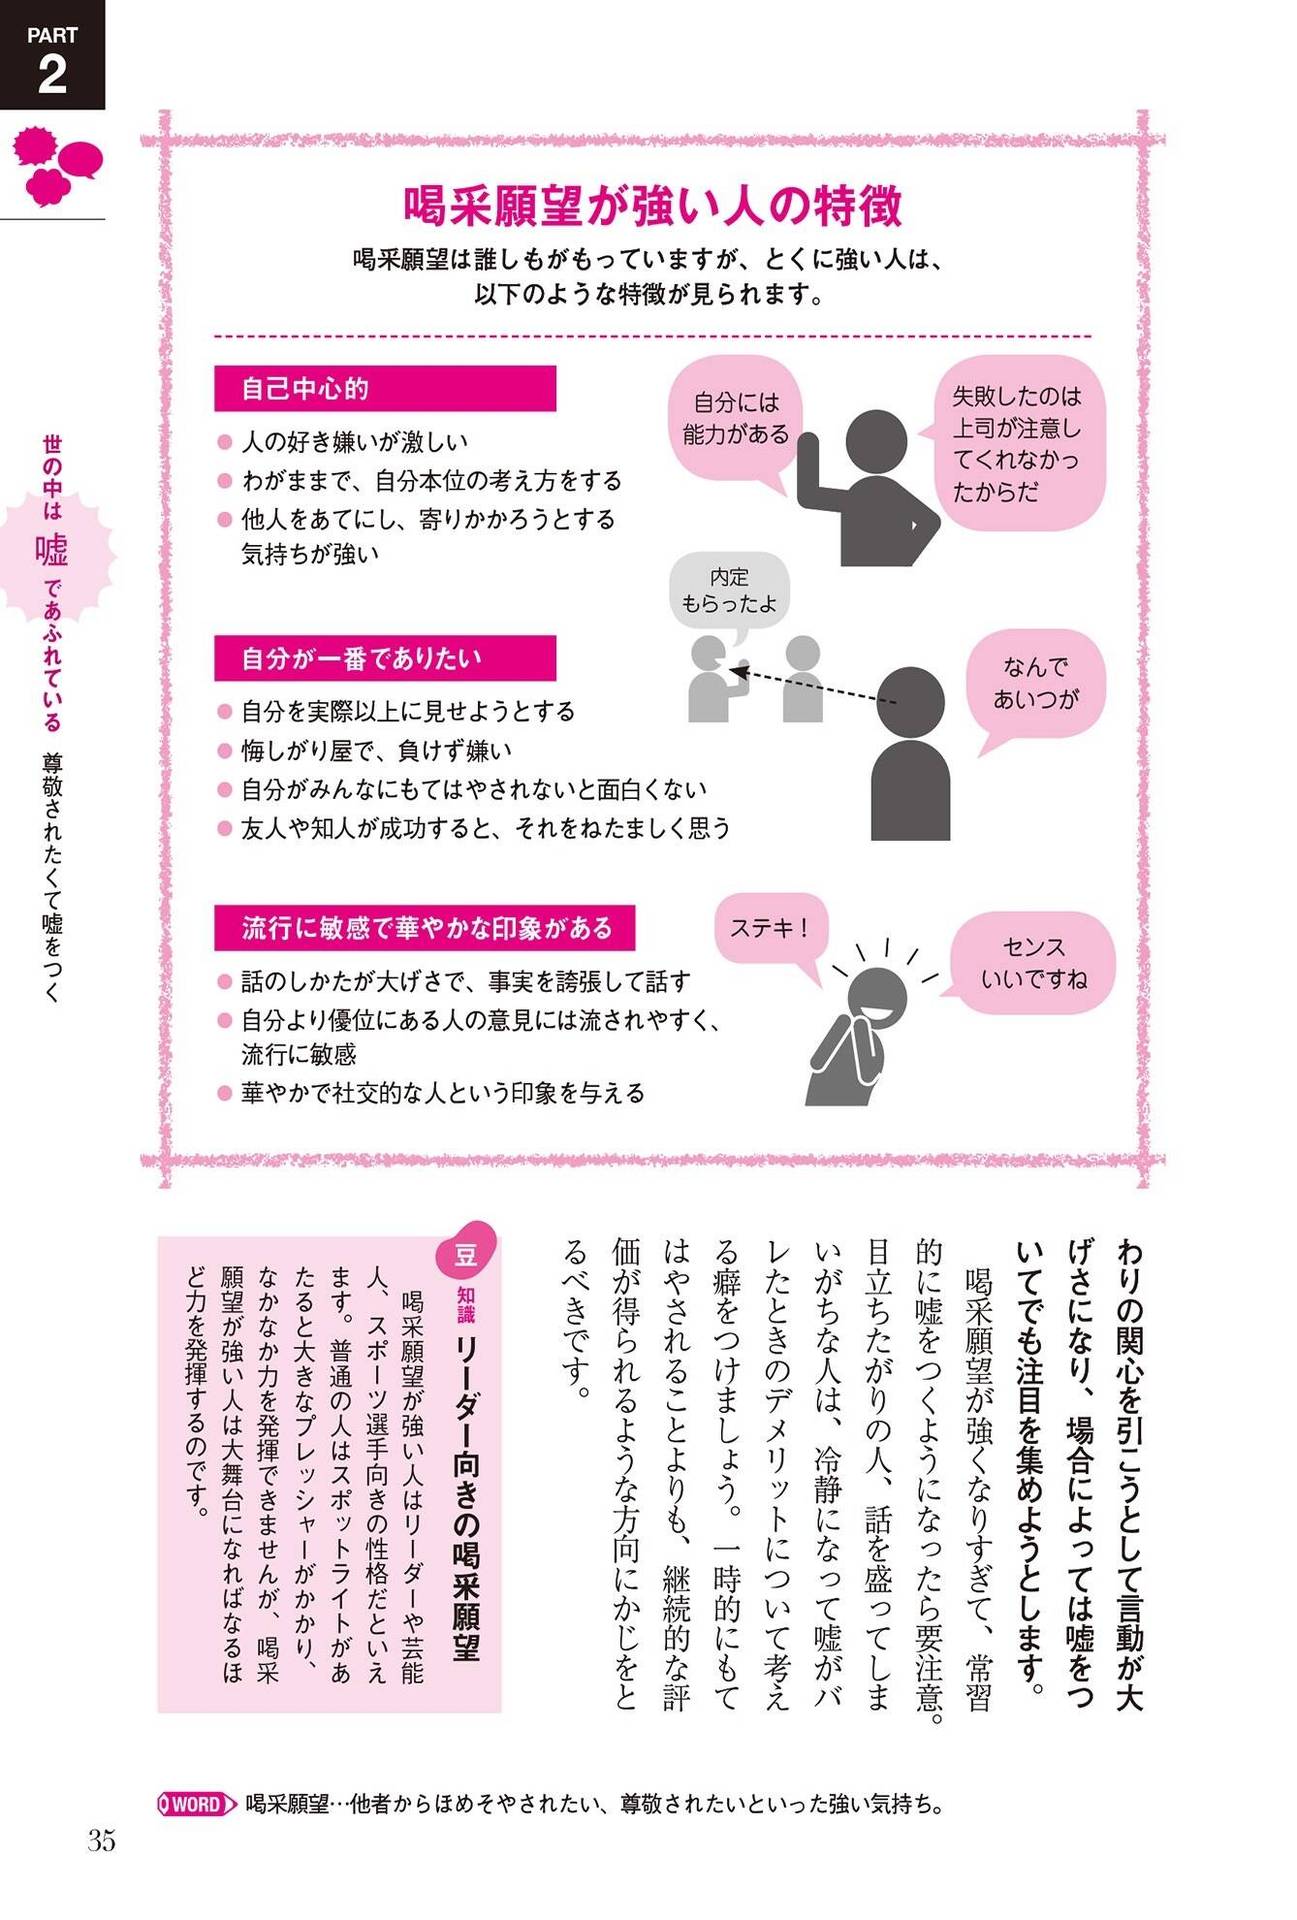 PART
2
世の中は嘘であふれている 尊敬されたくて嘘をつく
喝采願望が強い人の特徴
喝采願望は誰しもがもっていますが、とくに強い人は、
以下のような特徴が見られます。
自己中心的
● 人の好き嫌いが激しい
● わがままで、自分本位の考え方をする
● 他人をあてにし、寄りかかろうとする
気持ちが強い
自分には
能力がある
失敗したのは
上司が注意し
てくれなかっ
たからだ
自分が一番でありたい
● 自分を実際以上に見せようとする
● 悔しがり屋で、負けず嫌い
● 自分がみんなにもてはやされないと面白くない
● 友人や知人が成功すると、それをねたましく思う
内定
もらったよ
なんで
あいつが
流行に敏感で華やかな印象がある
● 話のしかたが大げさで、事実を誇張して話す
● 自分より優位にある人の意見には流されやすく、
流行に敏感
● 華やかで社交的な人という印象を与える
ステキ！
センス
いいですね
わりの関心を引こうとして言動が大
げさになり、場合によっては嘘をつ
いてでも注目を集めようとします。
喝采願望が強くなりすぎて、常習
的に嘘をつくようになったら要注意。
目立ちたがりの人、話を盛ってしま
いがちな人は、冷静になって嘘がバ
レたときのデメリットについて考え
る癖をつけましょう。一時的にもて
はやされることよりも、継続的な評
価が得られるような方向にかじをと
るべきです。
豆知識 リーダー向きの喝采願望
喝采願望が強い人はリーダーや芸能
人、スポーツ選手向きの性格だといえ
ます。普通の人はスポットライトがあ
たると大きなプレッシャーがかかり、
なかなか力を発揮できませんが、喝采
願望が強い人は大舞台になればなるほ
ど力を発揮するのです。
WORD 喝采願望…他者からほめそやされたい、尊敬されたいといった強い気持ち。
35